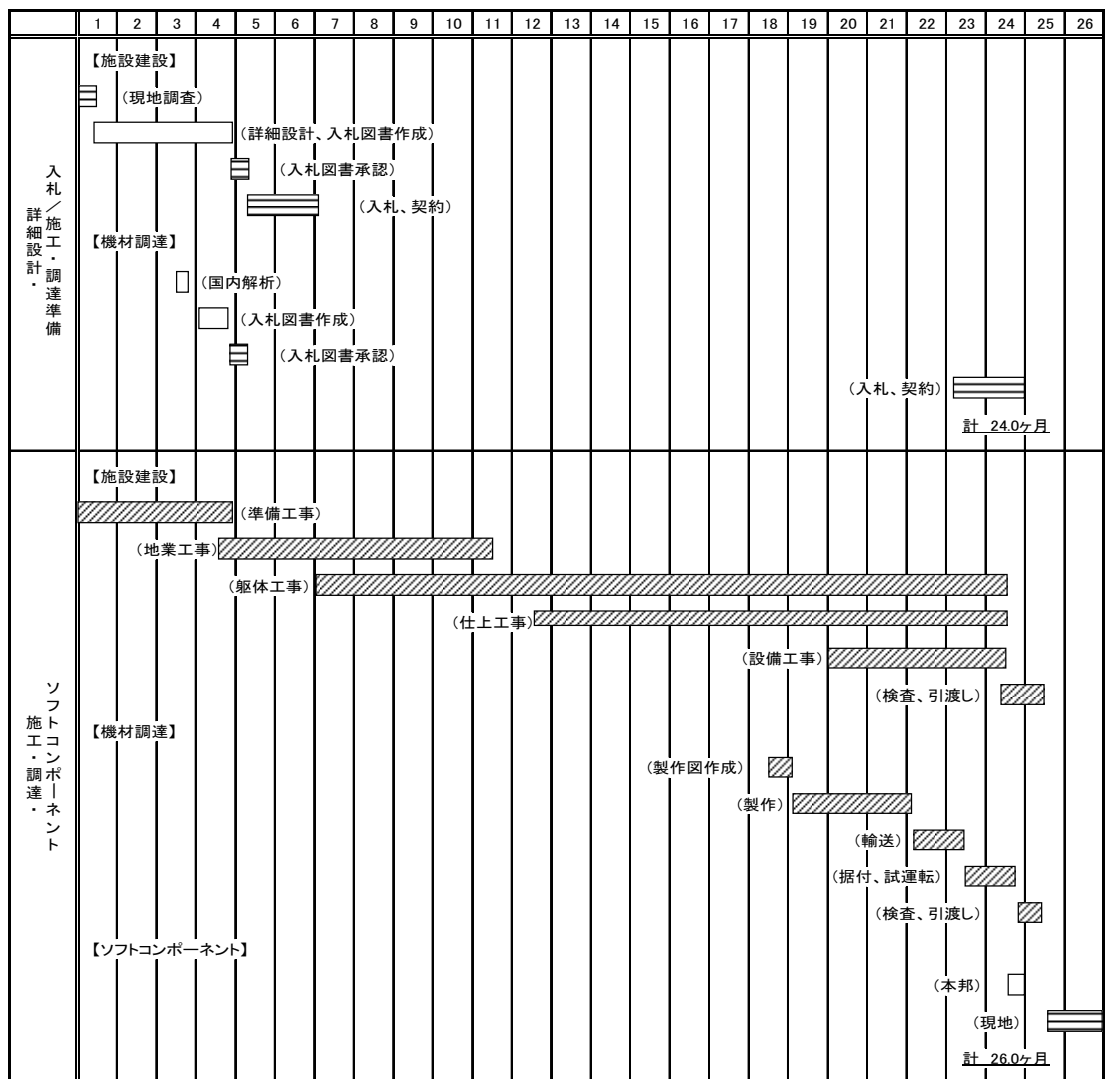 1 2 3 4 5 6 7 8 9 10 11 12 13 14 15 16 17 18 19 20 21 22 23 24 25 26
詳細設計・
入札／施工・調達準備
【施設建設】
(現地調査)
(詳細設計、入札図書作成)
(入札図書承認)
(入札、契約)
【機材調達】
(国内解析)
(入札図書作成)
(入札図書承認)
(入札、契約)
計 24.0ヶ月
施工・調達・
ソフトコンポーネント
【施設建設】
(準備工事)
(地業工事)
(躯体工事)
(仕上工事)
(設備工事)
(検査、引渡し)
【機材調達】
(製作図作成)
(製作)
(輸送)
(据付、試運転)
(検査、引渡し)
【ソフトコンポーネント】
(本邦)
(現地)
計 26.0ヶ月